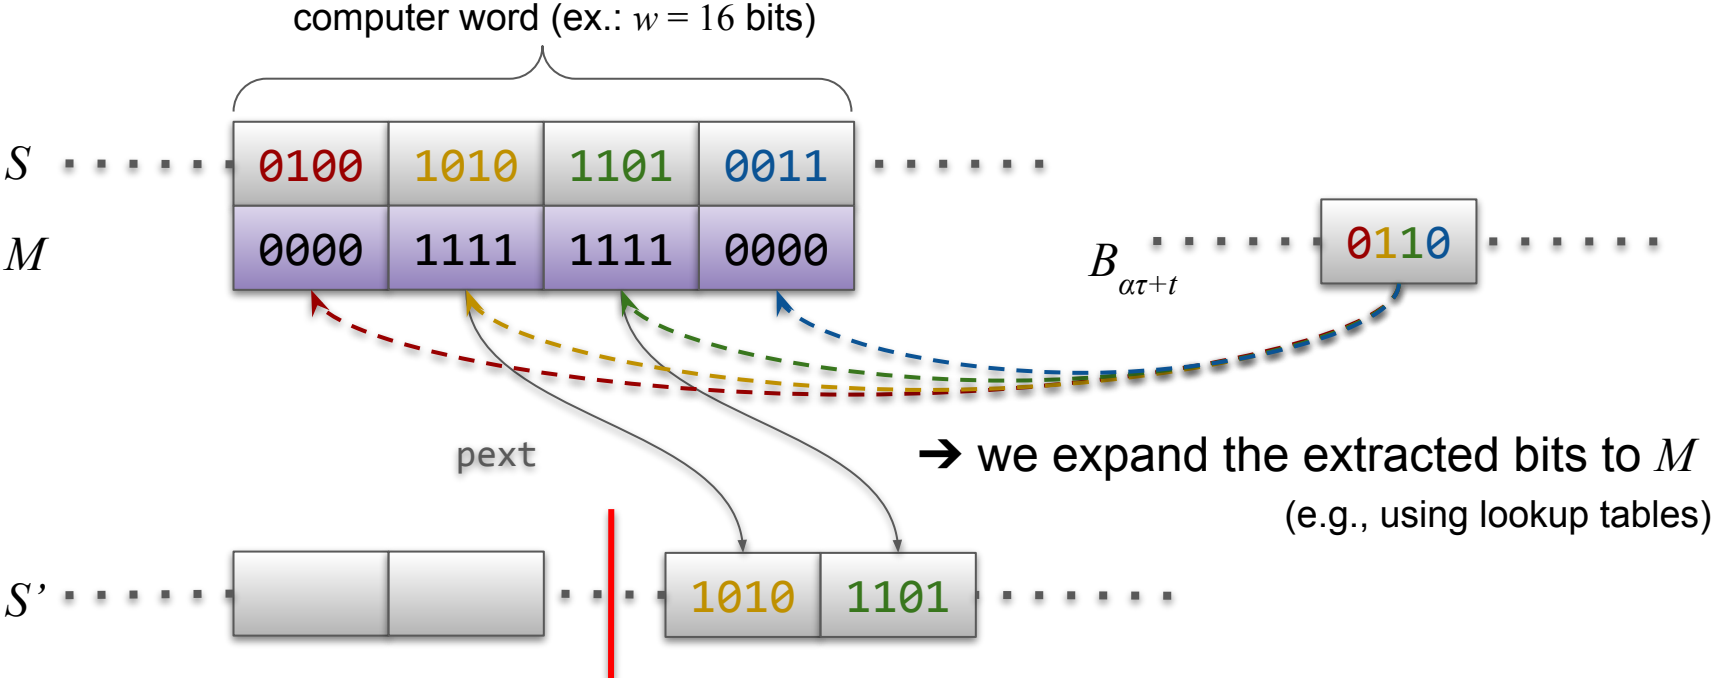 computer word (ex.: w = 16 bits)
S 0100 1010 1101 0011
M 0000 1111 1111 0000
B_{ατ+t} 0110
pext
➔ we expand the extracted bits to M
(e.g., using lookup tables)
S’ 1010 1101